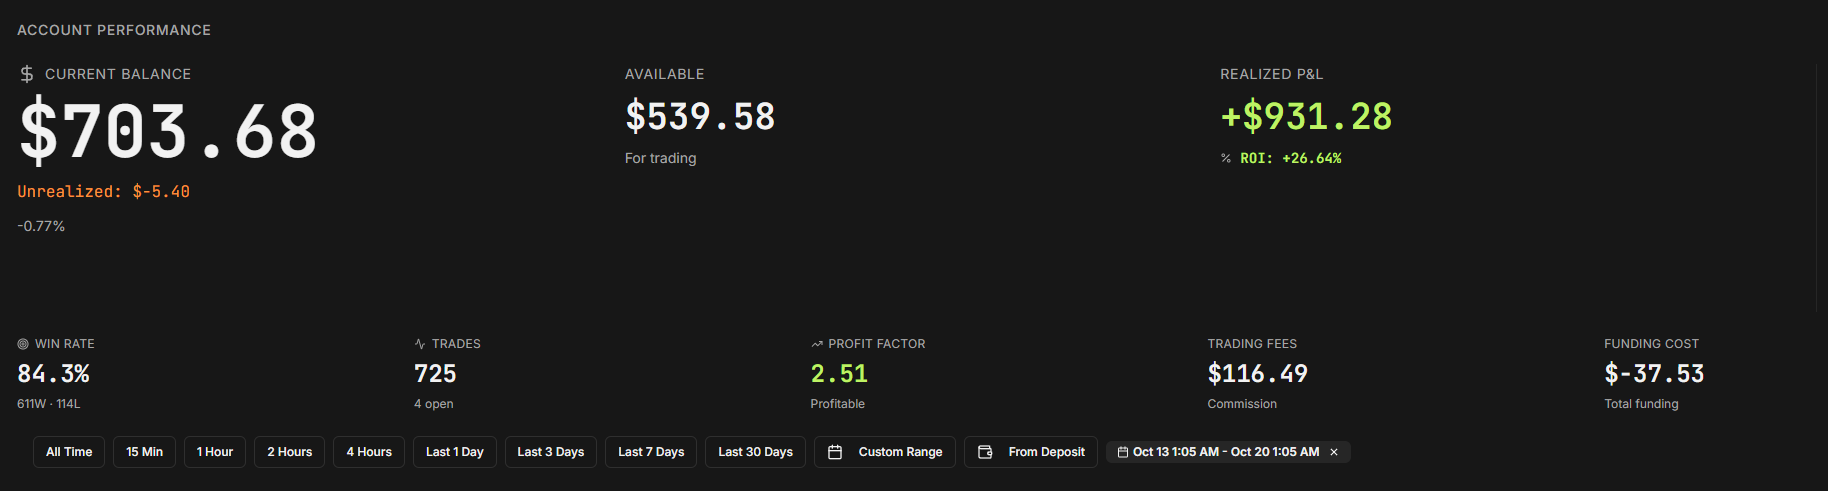 ACCOUNT PERFORMANCE
$ CURRENT BALANCE
$703.68
Unrealized: $-5.40
-0.77%
AVAILABLE
$539.58
For trading
REALIZED P&L
+$931.28
% ROI: +26.64%
WIN RATE
84.3%
611W · 114L
TRADES
725
4 open
PROFIT FACTOR
2.51
Profitable
TRADING FEES
$116.49
Commission
FUNDING COST
$-37.53
Total funding
All Time 15 Min 1 Hour 2 Hours 4 Hours Last 1 Day Last 3 Days Last 7 Days Last 30 Days Custom Range From Deposit Oct 13 1:05 AM - Oct 20 1:05 AM ×